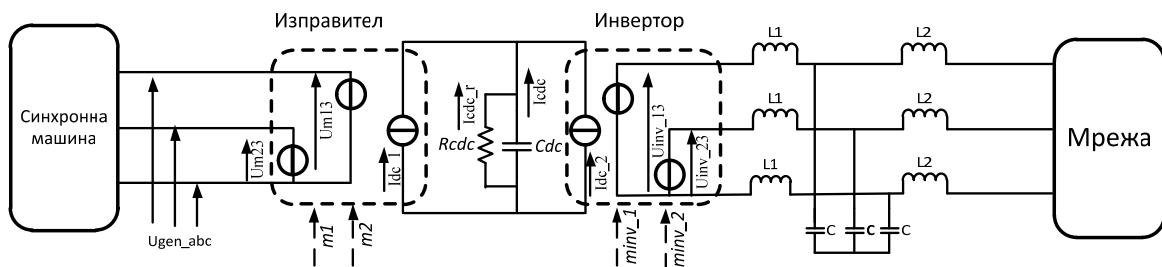 Изправител
Инвертор
L1
L2
Синхронна
машина
Um23
Um13
Ugen_abc
m1
m2
Idc_1
Icdc_r
Rcdc
Icdc
Cdc
Idc_2
Uinv_13
Uinv_23
minv_1
minv_2
L1
L2
L1
L2
C
C
C
Мрежа